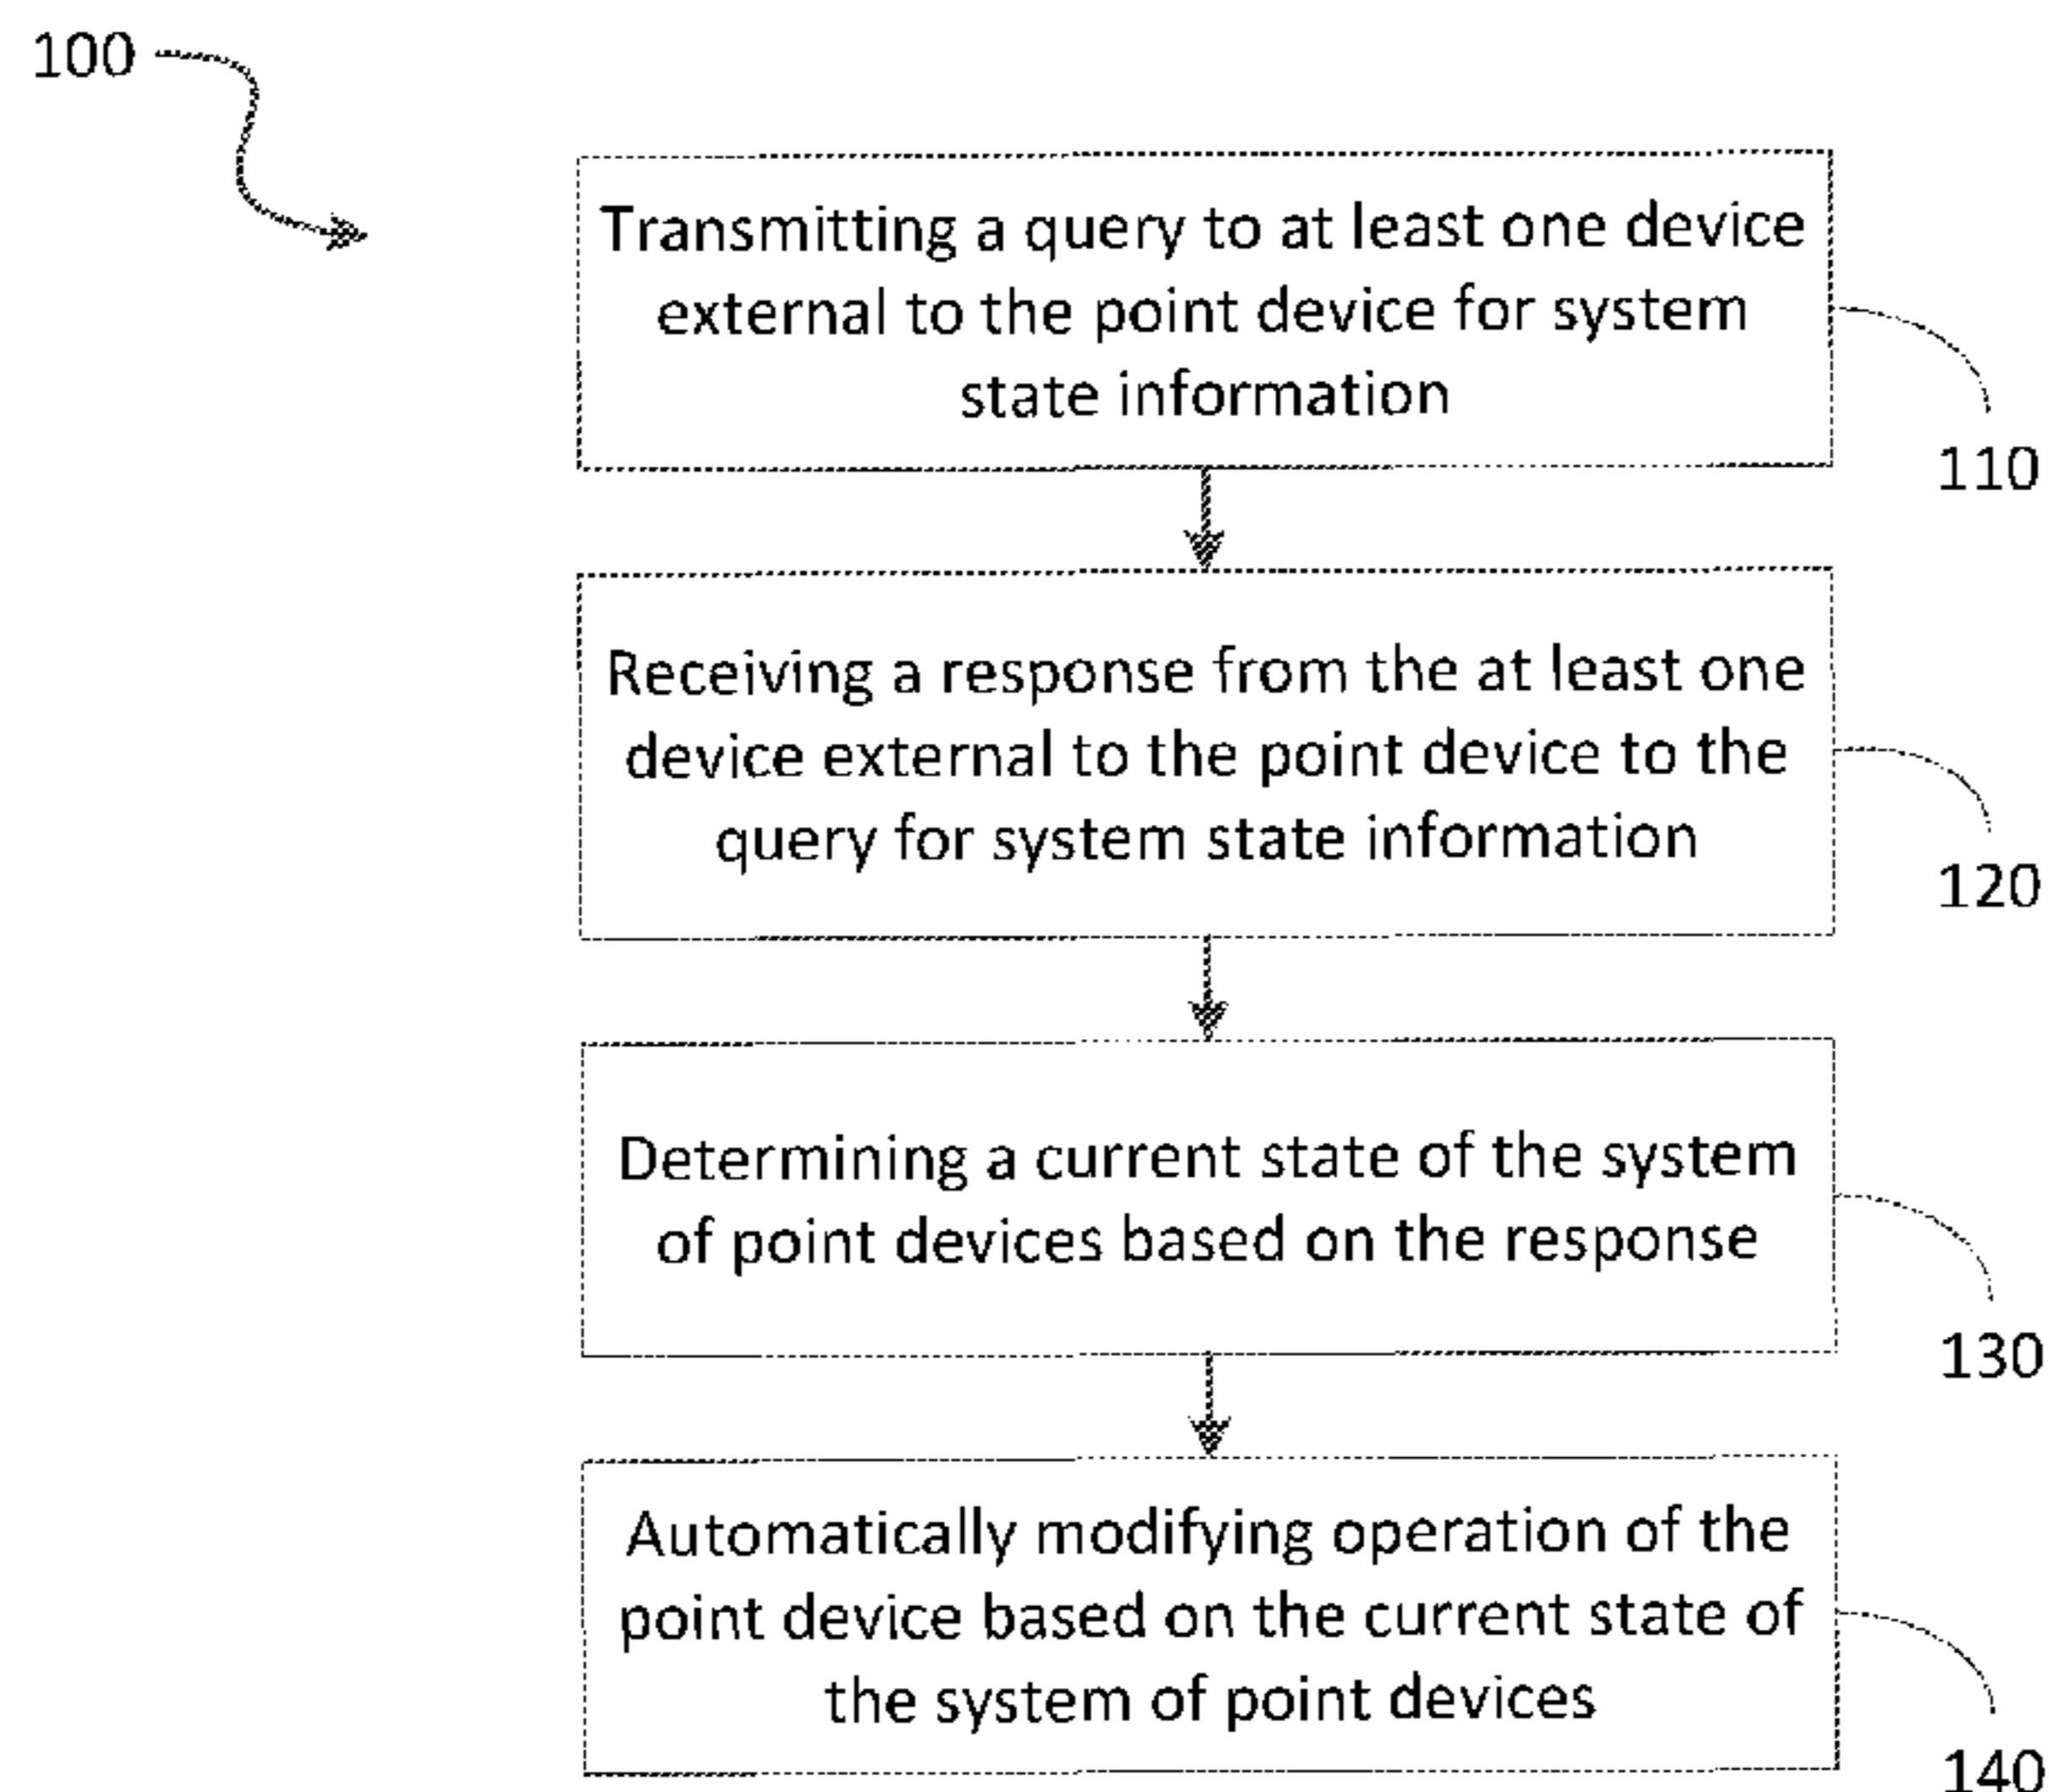 100
Transmitting a query to at least one device
external to the point device for system
state information
110
Receiving a response from the at least one
device external to the point device to the
query for system state information
120
Determining a current state of the system
of point devices based on the response
130
Automatically modifying operation of the
point device based on the current state of
the system of point devices
140